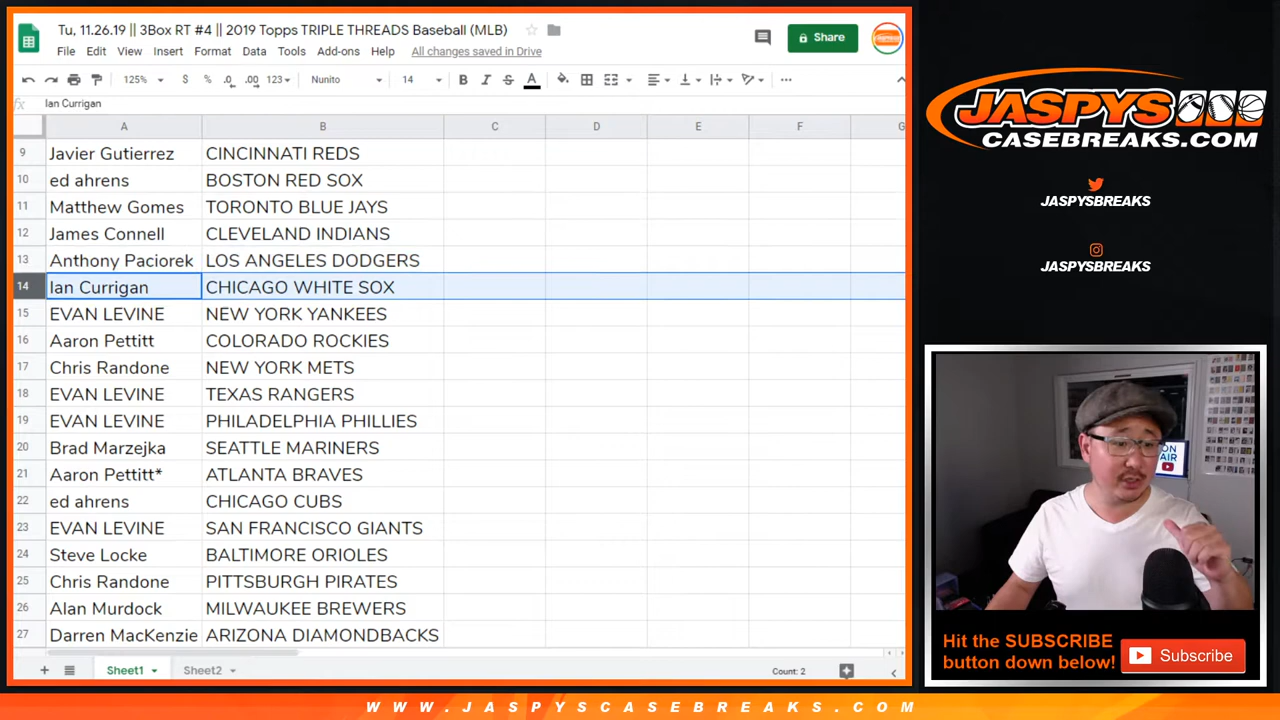 Tu, 11.26.19 || 3Box RT #4 || 2019 Topps TRIPLE THREADS Baseball (MLB)
File Edit View Insert Format Data Tools Add-ons Help All changes saved in Drive
Share
125% $ % .0 .00 123 Nunito 14 B I S A
fx Ian Currigan
A B C D E F G
9 Javier Gutierrez CINCINNATI REDS
10 ed ahrens BOSTON RED SOX
11 Matthew Gomes TORONTO BLUE JAYS
12 James Connell CLEVELAND INDIANS
13 Anthony Paciorek LOS ANGELES DODGERS
14 Ian Currigan CHICAGO WHITE SOX
15 EVAN LEVINE NEW YORK YANKEES
16 Aaron Pettitt COLORADO ROCKIES
17 Chris Randone NEW YORK METS
18 EVAN LEVINE TEXAS RANGERS
19 EVAN LEVINE PHILADELPHIA PHILLIES
20 Brad Marzejka SEATTLE MARINERS
21 Aaron Pettitt* ATLANTA BRAVES
22 ed ahrens CHICAGO CUBS
23 EVAN LEVINE SAN FRANCISCO GIANTS
24 Steve Locke BALTIMORE ORIOLES
25 Chris Randone PITTSBURGH PIRATES
26 Alan Murdock MILWAUKEE BREWERS
27 Darren MacKenzie ARIZONA DIAMONDBACKS
Sheet1 Sheet2 Count: 2
JASPYS
CASEBREAKS.COM
JASPYSBREAKS
JASPYSBREAKS
ON
AIR
Hit the SUBSCRIBE
button down below!
Subscribe
WWW.JASPYSCASEBREAKS.COM